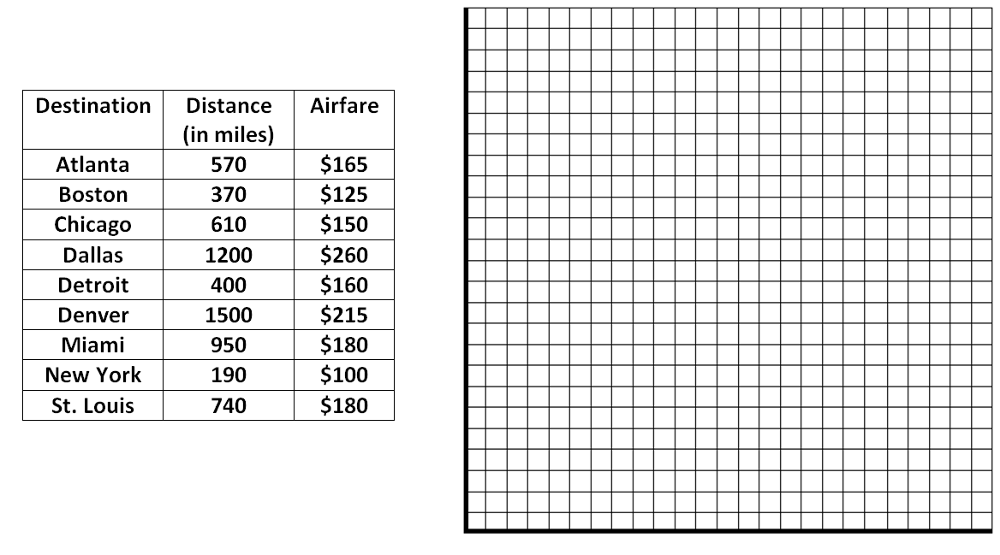 Destination Distance Airfare
(in miles)
Atlanta 570 $165
Boston 370 $125
Chicago 610 $150
Dallas 1200 $260
Detroit 400 $160
Denver 1500 $215
Miami 950 $180
New York 190 $100
St. Louis 740 $180